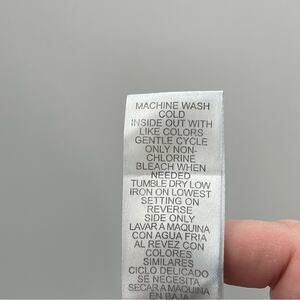 MACHINE WASH
COLD
INSIDE OUT WITH
LIKE COLORS
GENTLE CYCLE
ONLY NON-
CHLORINE
BLEACH WHEN
NEEDED
TUMBLE DRY LOW
IRON ON LOWEST
SETTING ON
REVERSE
SIDE ONLY
LAVAR A MAQUINA
CON AGUA FRIA
AL REVEZ CON
COLORES
SIMILARES
CICLO DELICADO
SE NECESITA
SECAR A MAQUINA
EN BAJA